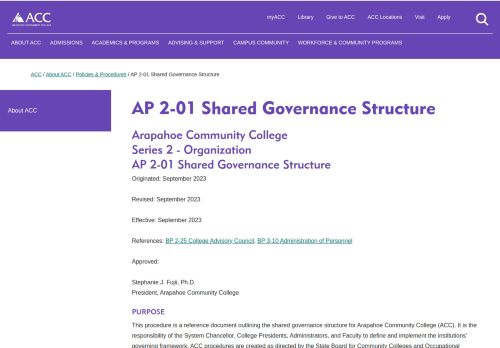 myACC Library Give to ACC ACC Locations Visit Apply
ACC
ARAPAHOE COMMUNITY COLLEGE
ABOUT ACC ADMISSIONS ACADEMICS & PROGRAMS ADVISING & SUPPORT CAMPUS COMMUNITY WORKFORCE & COMMUNITY PROGRAMS
ACC / About ACC / Policies & Procedures / AP 2-01 Shared Governance Structure
About ACC
AP 2-01 Shared Governance Structure
Arapahoe Community College
Series 2 - Organization
AP 2-01 Shared Governance Structure
Originated: September 2023
Revised: September 2023
Effective: September 2023
References: BP 2-25 College Advisory Council, BP 3-10 Administration of Personnel
Approved:
Stephanie J. Fujii, Ph.D.
President, Arapahoe Community College
PURPOSE
This procedure is a reference document outlining the shared governance structure for Arapahoe Community College (ACC). It is the
responsibility of the System Chancellor, College Presidents, Administrators, and Faculty to define and implement the institutions'
governing framework. ACC procedures are created as directed by the State Board for Community Colleges and Occupational